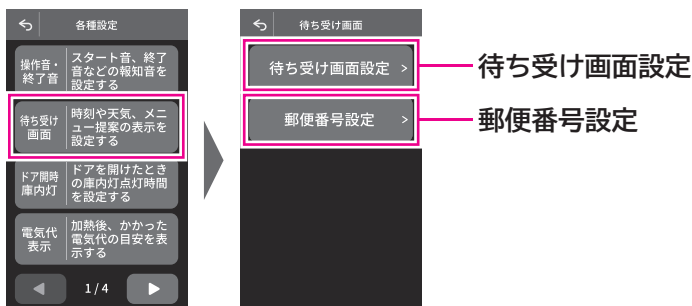 各種設定
操作音・
終了音
スタート音、終了
音などの報知音を
設定する
待ち受け
画面
時刻や天気、メニ
ュー提案の表示を
設定する
ドア開時
庫内灯
ドアを開けたとき
の庫内灯点灯時間
を設定する
電気代
表示
加熱後、かかった
電気代の目安を表
示する
1/4
待ち受け画面
待ち受け画面設定 >
郵便番号設定 >
待ち受け画面設定
郵便番号設定